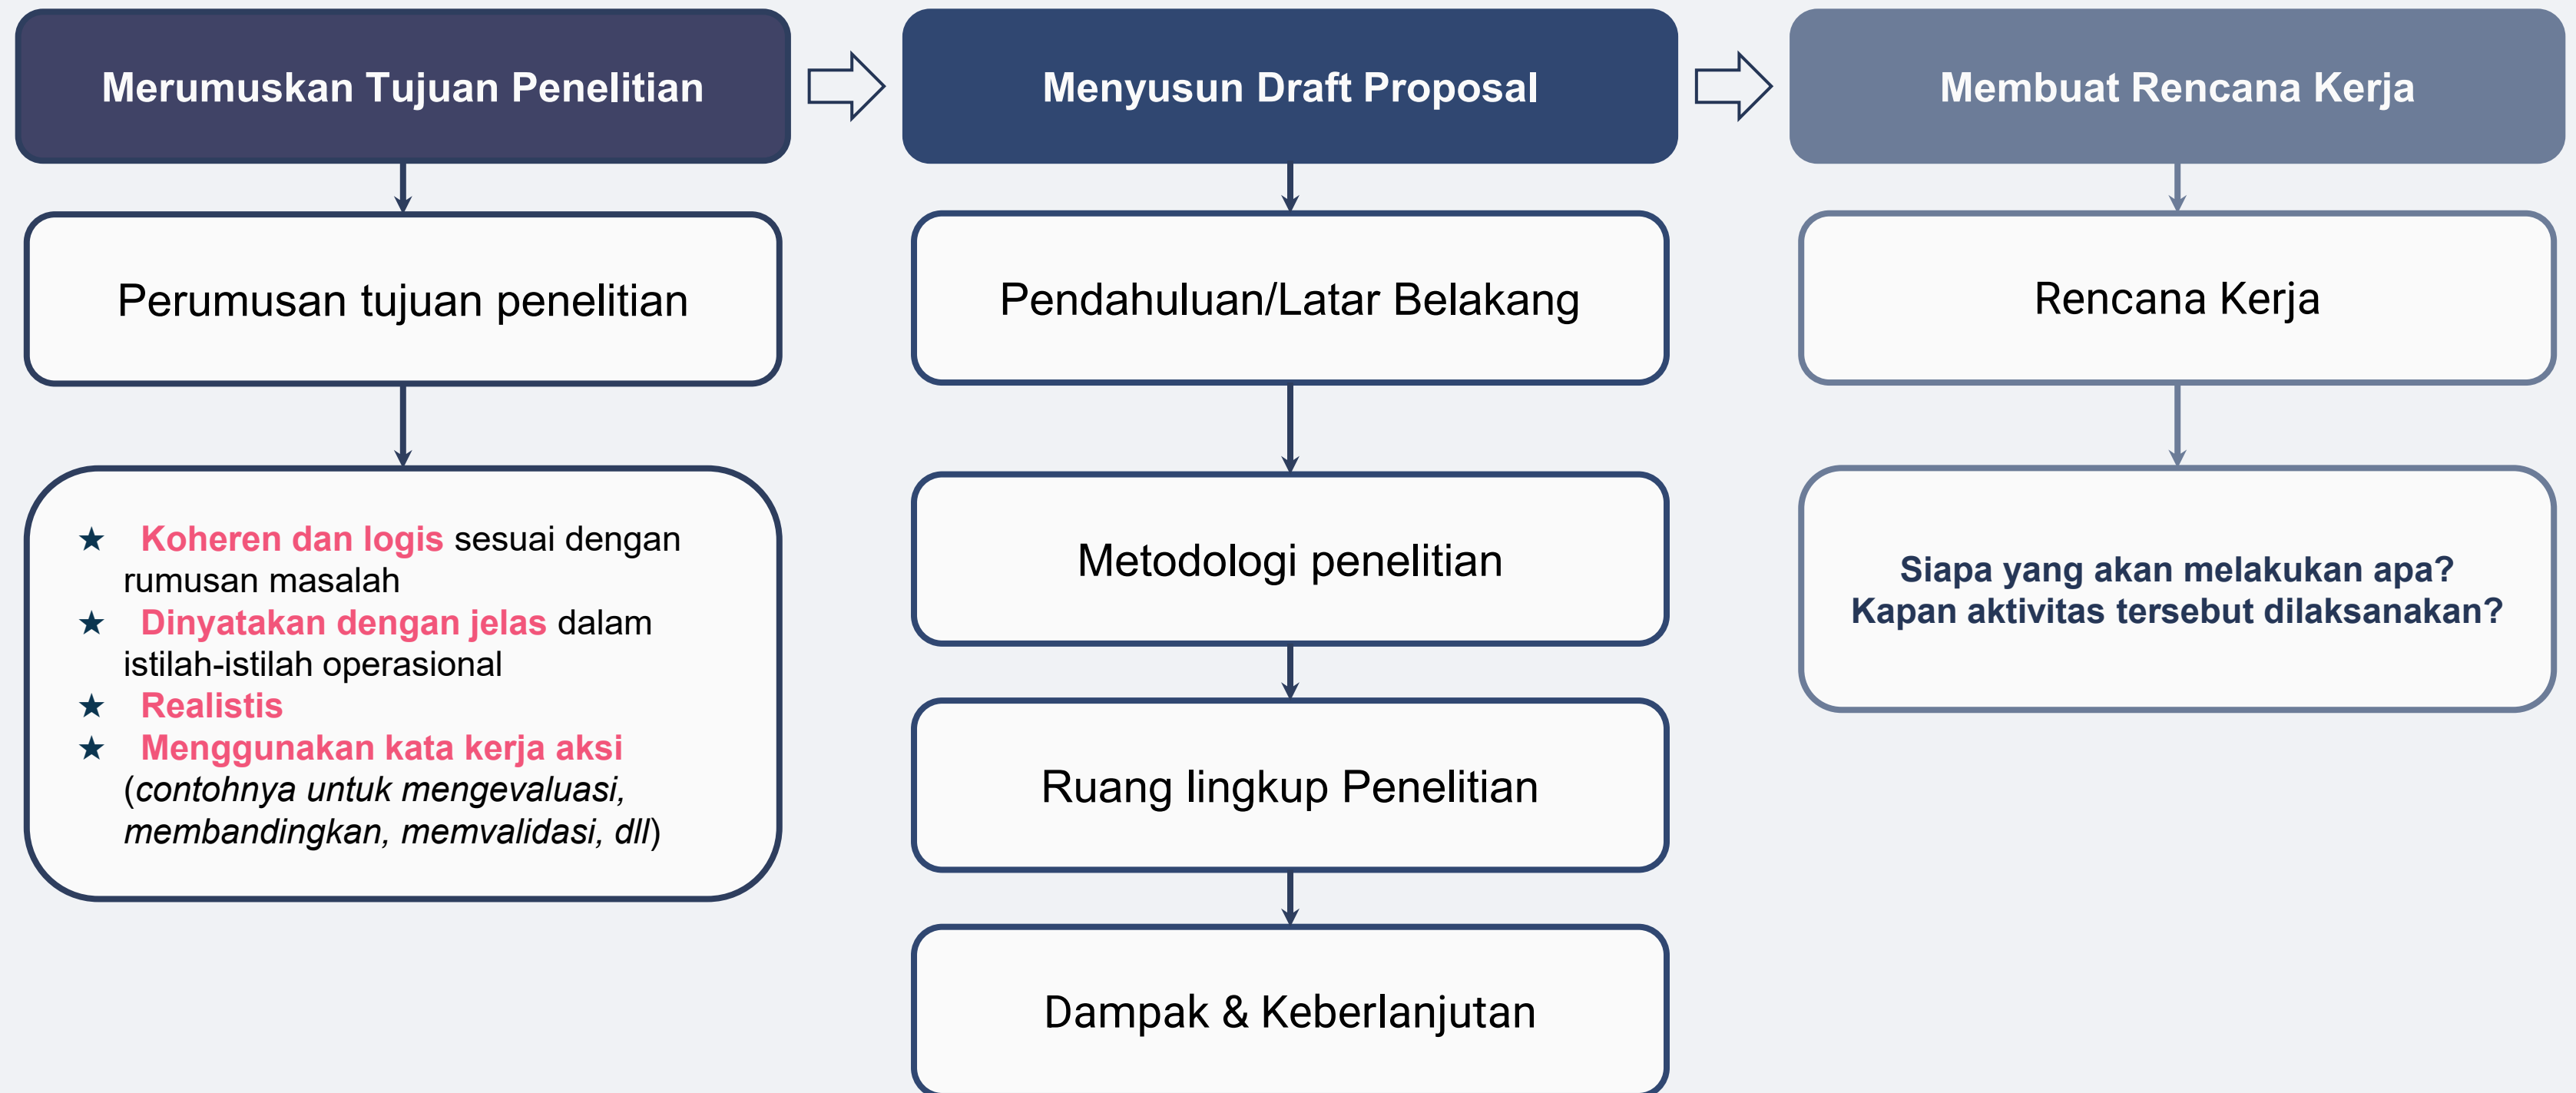 Merumuskan Tujuan Penelitian
Perumusan tujuan penelitian
★ Koheren dan logis sesuai dengan
rumusan masalah
★ Dinyatakan dengan jelas dalam
istilah-istilah operasional
★ Realistis
★ Menggunakan kata kerja aksi
(contohnya untuk mengevaluasi,
membandingkan, memvalidasi, dll)
Menyusun Draft Proposal
Pendahuluan/Latar Belakang
Metodologi penelitian
Ruang lingkup Penelitian
Dampak & Keberlanjutan
Membuat Rencana Kerja
Rencana Kerja
Siapa yang akan melakukan apa?
Kapan aktivitas tersebut dilaksanakan?